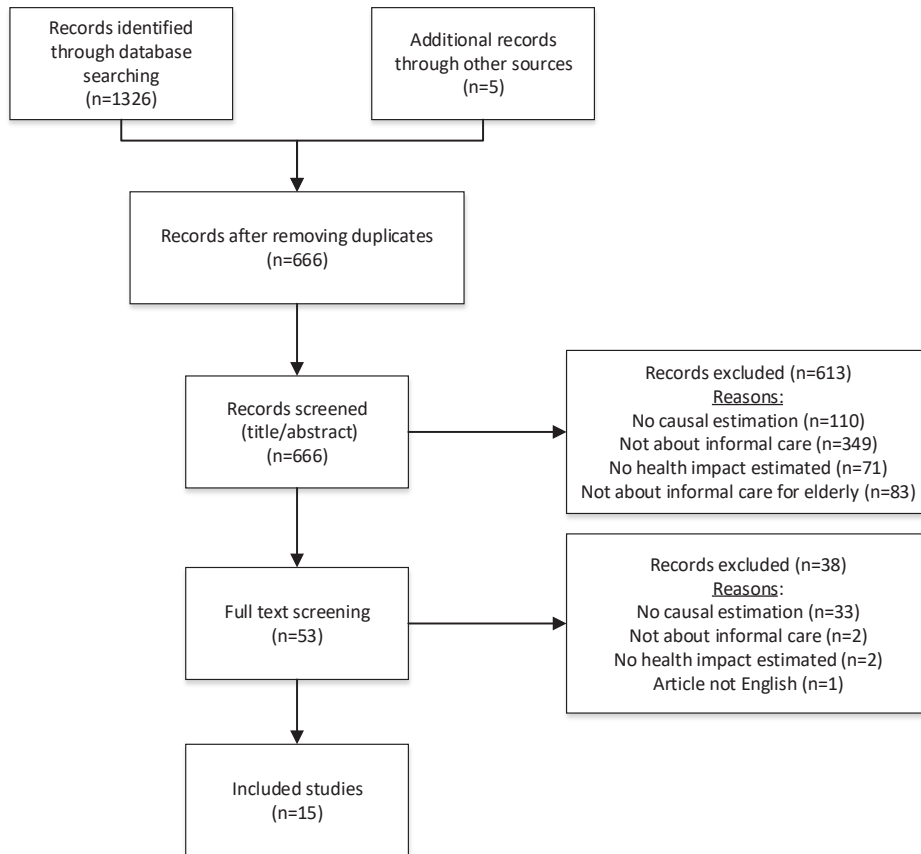 Records identified
through database
searching
(n=1326)
Additional records
through other sources
(n=5)
Records after removing duplicates
(n=666)
Records screened
(title/abstract)
(n=666)
Records excluded (n=613)
Reasons:
No causal estimation (n=110)
Not about informal care (n=349)
No health impact estimated (n=71)
Not about informal care for elderly (n=83)
Full text screening
(n=53)
Records excluded (n=38)
Reasons:
No causal estimation (n=33)
Not about informal care (n=2)
No health impact estimated (n=2)
Article not English (n=1)
Included studies
(n=15)